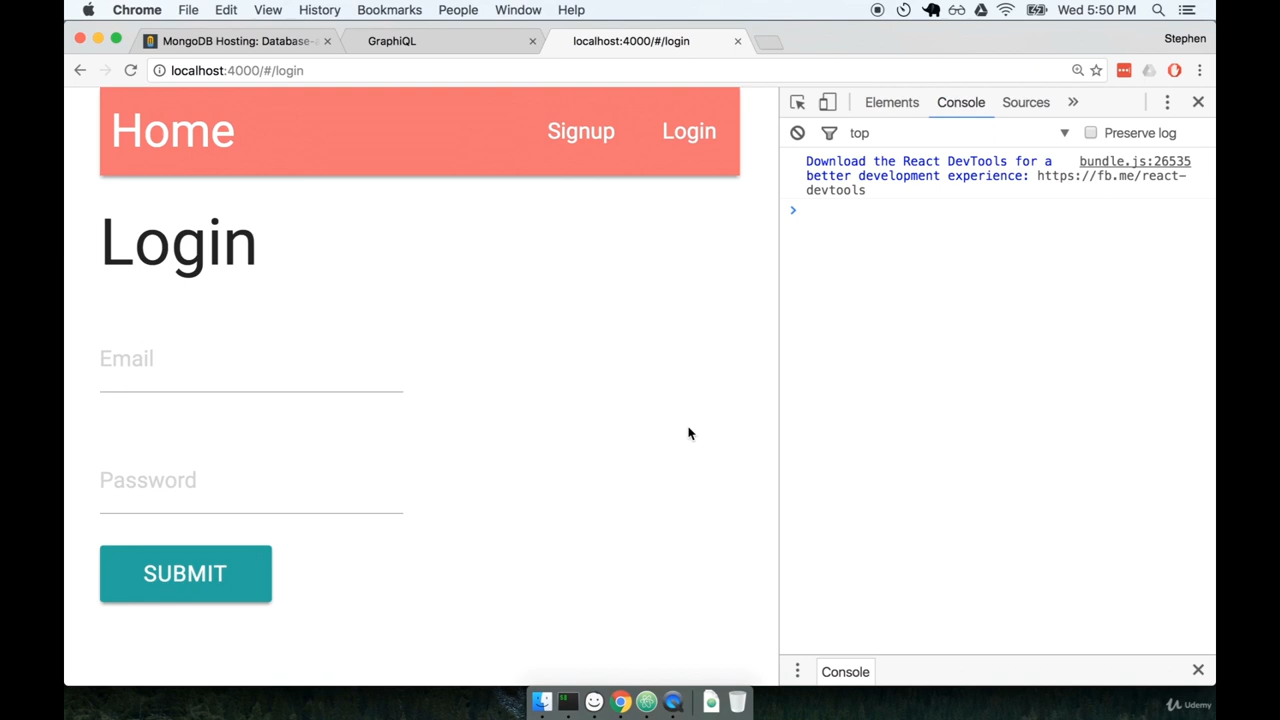 Chrome File Edit View History Bookmarks People Window Help Wed 5:50 PM
MongoDB Hosting: Database- GraphiQL localhost:4000/#/login Stephen
localhost:4000/#/login
Home Signup Login
Elements Console Sources
top Preserve log
Download the React DevTools for a bundle.js:26535
better development experience: https://fb.me/react-
devtools
Login
Email
Password
SUBMIT
Console
Udemy